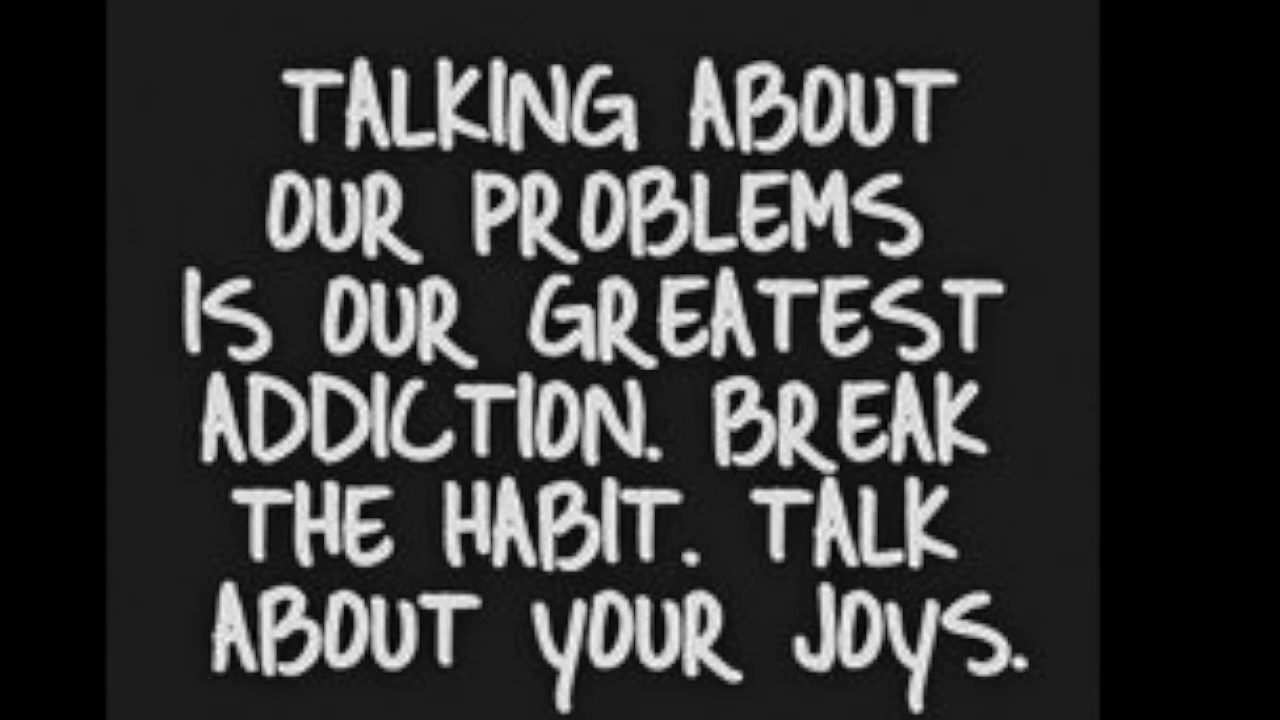 TALKING ABOUT
OUR PROBLEMS
IS OUR GREATEST
ADDICTION. BREAK
THE HABIT. TALK
ABOUT YOUR JOYS.